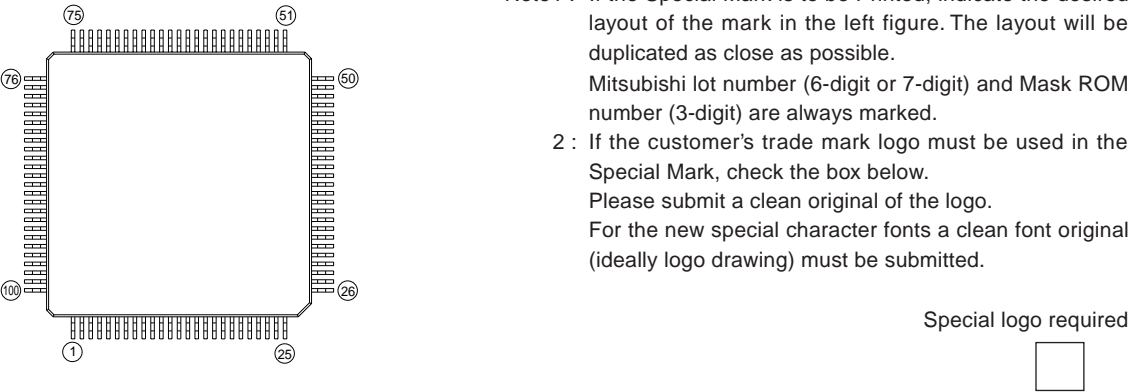 75
51
76
50
100
26
1
25
layout of the mark in the left figure. The layout will be
duplicated as close as possible.
Mitsubishi lot number (6-digit or 7-digit) and Mask ROM
number (3-digit) are always marked.
2 : If the customer's trade mark logo must be used in the
Special Mark, check the box below.
Please submit a clean original of the logo.
For the new special character fonts a clean font original
(ideally logo drawing) must be submitted.
Special logo required